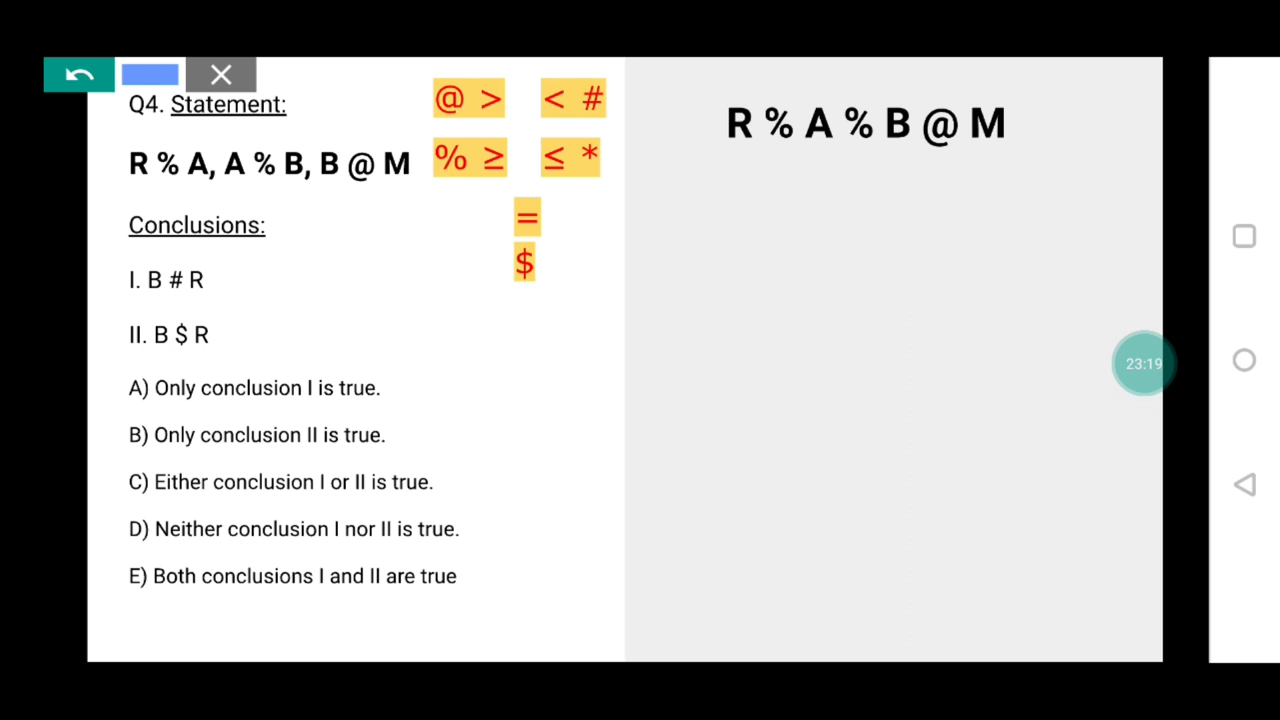 Q4. Statement:
@ > < #
R % A, A % B, B @ M
% ≥ ≤ *
=
$
Conclusions:
I. B # R
II. B $ R
A) Only conclusion I is true.
B) Only conclusion II is true.
C) Either conclusion I or II is true.
D) Neither conclusion I nor II is true.
E) Both conclusions I and II are true
R % A % B @ M
23:19